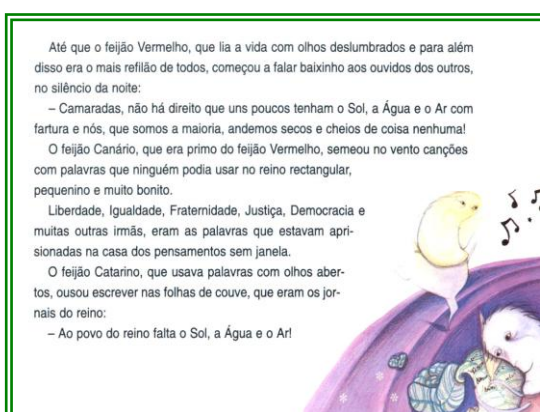 Até que o feijão Vermelho, que lia a vida com olhos deslumbrados e para além
disso era o mais refilão de todos, começou a falar baixinho aos ouvidos dos outros,
no silêncio da noite:
– Camaradas, não há direito que uns poucos tenham o Sol, a Água e o Ar com
fartura e nós, que somos a maioria, andemos secos e cheios de coisa nenhuma!
O feijão Canário, que era primo do feijão Vermelho, semeou no vento canções
com palavras que ninguém podia usar no reino rectangular,
pequenino e muito bonito.
Liberdade, Igualdade, Fraternidade, Justiça, Democracia e
muitas outras irmãs, eram as palavras que estavam apri-
sionadas na casa dos pensamentos sem janela.
O feijão Catarino, que usava palavras com olhos aber-
tos, ousou escrever nas folhas de couve, que eram os jor-
nais do reino:
– Ao povo do reino falta o Sol, a Água e o Ar!